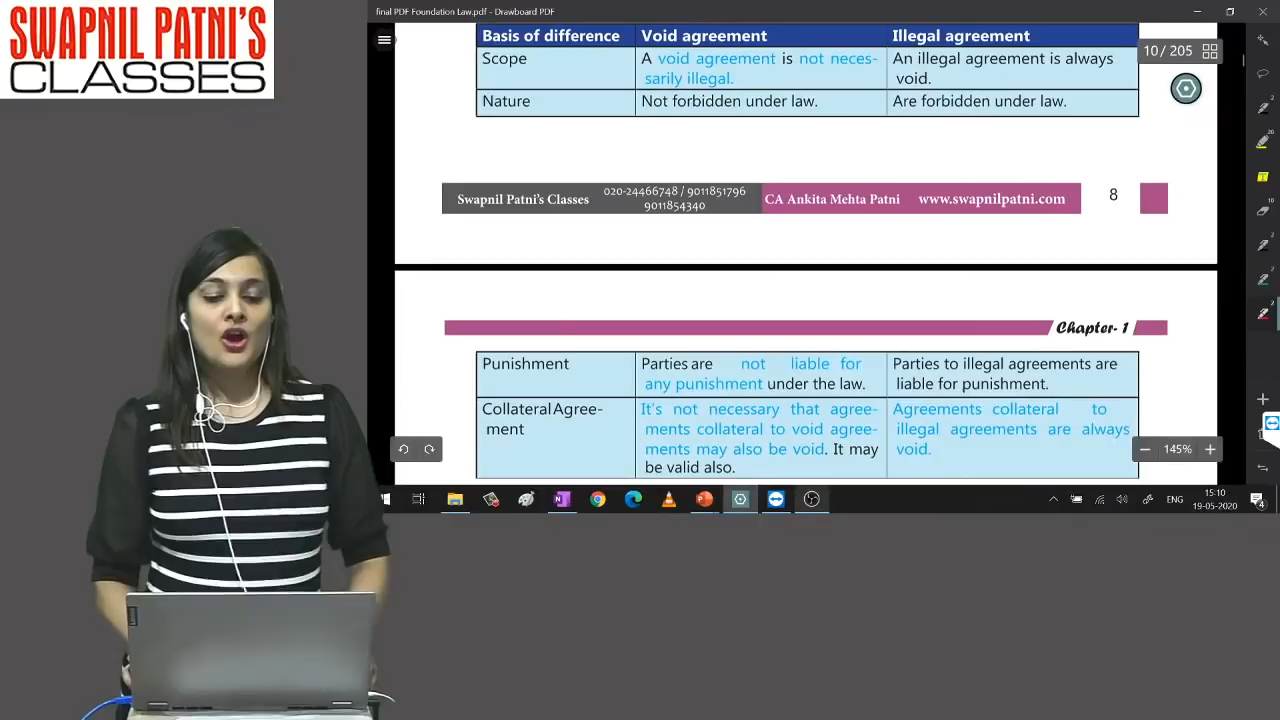 SWAPNIL PATNI'S
CLASSES
final PDF Foundation Law.pdf - Drawboard PDF
10 / 205
Basis of difference Void agreement Illegal agreement
Scope A void agreement is not neces- An illegal agreement is always
sarily illegal. void.
Nature Not forbidden under law. Are forbidden under law.
Swapnil Patni's Classes 020-24466748 / 9011851796 CA Ankita Mehta Patni www.swapnilpatni.com 8
9011854340
Chapter- 1
Punishment Parties are not liable for Parties to illegal agreements are
any punishment under the law. liable for punishment.
Collateral Agree- It's not necessary that agree- Agreements collateral to
ment ments collateral to void agree- illegal agreements are always
ments may also be void. It may void.
be valid also.
145%
ENG 15:10
19-05-2020